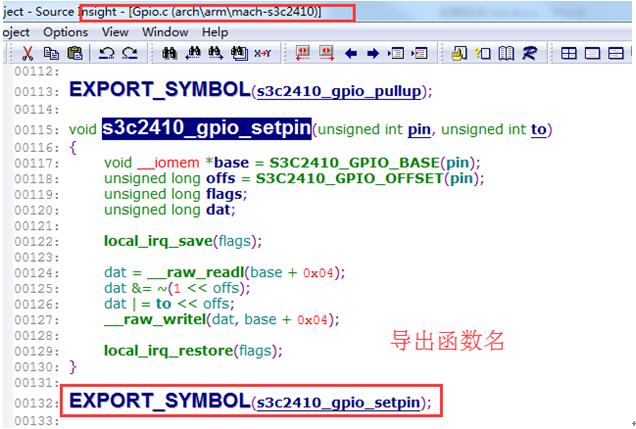 ject - Source Insight - [Gpio.c (arch\arm\mach-s3c2410)]
oject Options View Window Help
00112:
00113: EXPORT_SYMBOL(s3c2410_gpio_pullup);
00114:
00115: void s3c2410_gpio_setpin(unsigned int pin, unsigned int to)
00116: {
00117: void __iomem *base = S3C2410_GPIO_BASE(pin);
00118: unsigned long offs = S3C2410_GPIO_OFFSET(pin);
00119: unsigned long flags;
00120: unsigned long dat;
00121:
00122: local_irq_save(flags);
00123:
00124: dat = __raw_readl(base + 0x04);
00125: dat &= ~(1 << offs);
00126: dat |= to << offs;
00127: __raw_writel(dat, base + 0x04);
00128:
00129: local_irq_restore(flags);
导出函数名
00130: }
00131:
00132: EXPORT_SYMBOL(s3c2410_gpio_setpin);
00133: